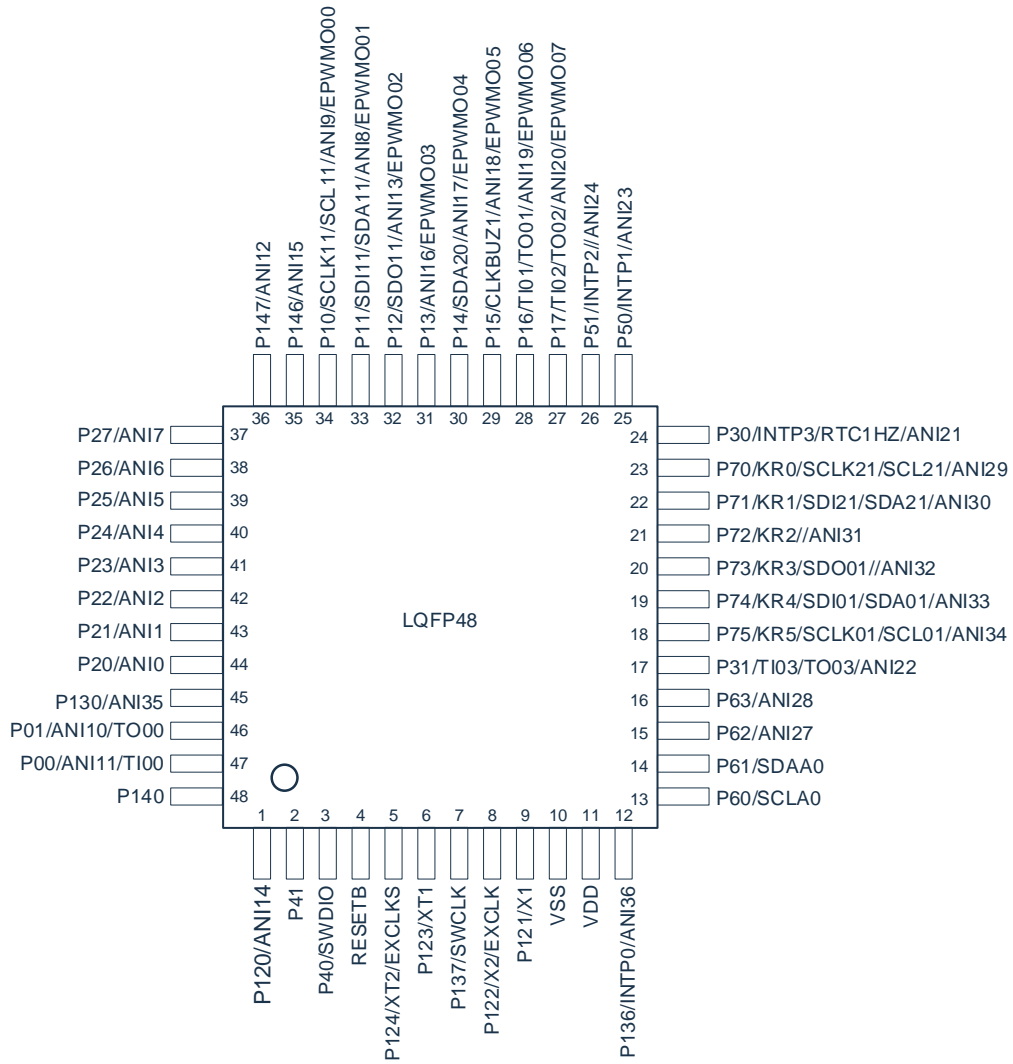 P147/ANI12
P146/ANI15
P10/SCLK11/SCL11/ANI9/EPWMO00
P11/SDI11/SDA11/ANI8/EPWMO01
P12/SDO11/ANI13/EPWMO02
P13/ANI16/EPWMO03
P14/SDA20/ANI17/EPWMO04
P15/CLKBUZ1/ANI18/EPWMO05
P16/TI01/TO01/ANI19/EPWMO06
P17/TI02/TO02/ANI20/EPWMO07
P51/INTP2//ANI24
P50/INTP1/ANI23
36 35 34 33 32 31 30 29 28 27 26 25
P27/ANI7 37
P26/ANI6 38
P25/ANI5 39
P24/ANI4 40
P23/ANI3 41
P22/ANI2 42
P21/ANI1 43
P20/ANI0 44
P130/ANI35 45
P01/ANI10/TO00 46
P00/ANI11/TI00 47
P140 48
LQFP48
24 P30/INTP3/RTC1HZ/ANI21
23 P70/KR0/SCLK21/SCL21/ANI29
22 P71/KR1/SDI21/SDA21/ANI30
21 P72/KR2//ANI31
20 P73/KR3/SDO01//ANI32
19 P74/KR4/SDI01/SDA01/ANI33
18 P75/KR5/SCLK01/SCL01/ANI34
17 P31/TI03/TO03/ANI22
16 P63/ANI28
15 P62/ANI27
14 P61/SDAA0
13 P60/SCLA0
1 2 3 4 5 6 7 8 9 10 11 12
P120/ANI14
P41
P40/SWDIO
RESETB
P124/XT2/EXCLKS
P123/XT1
P137/SWCLK
P122/X2/EXCLK
P121/X1
VSS
VDD
P136/INTP0/ANI36